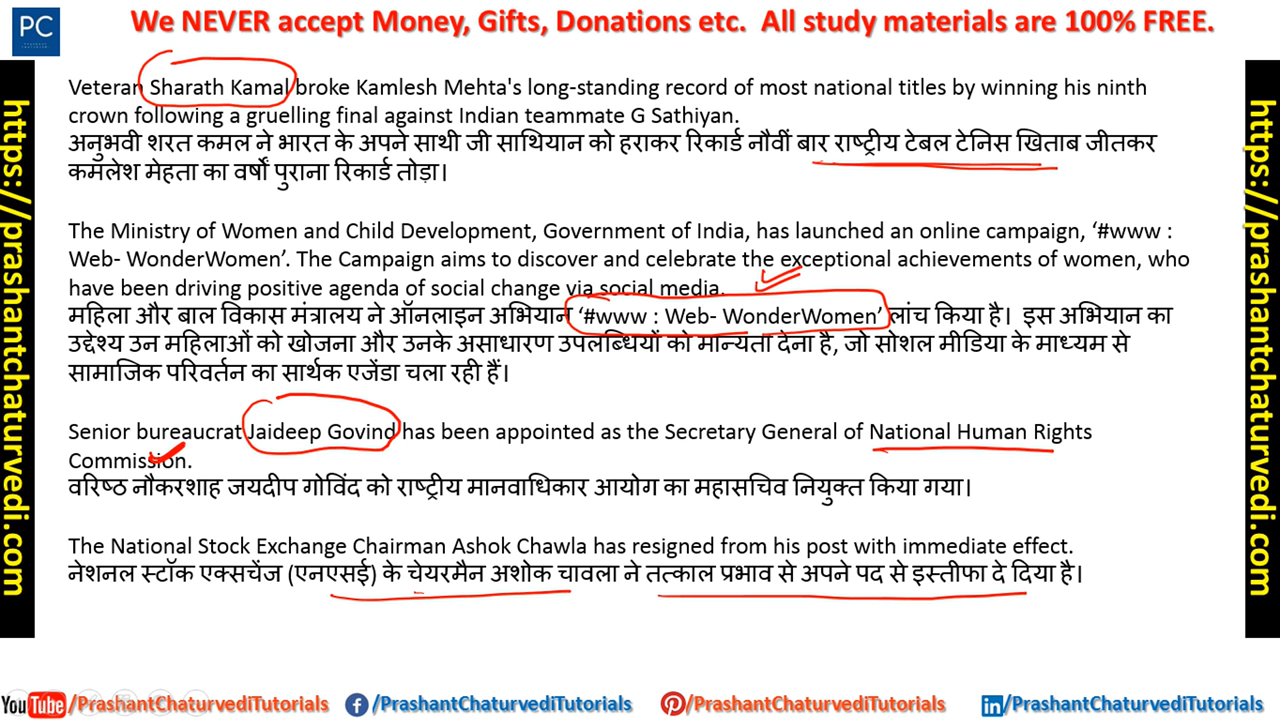 PC
PRASHANT
CHATURVEDI
We NEVER accept Money, Gifts, Donations etc. All study materials are 100% FREE.
https://prashantchaturvedi.com
Veteran Sharath Kamal broke Kamlesh Mehta's long-standing record of most national titles by winning his ninth
crown following a gruelling final against Indian teammate G Sathiyan.
अनुभवी शरत कमल ने भारत के अपने साथी जी साथियान को हराकर रिकार्ड नौवीं बार राष्ट्रीय टेबल टेनिस खिताब जीतकर
कमलेश मेहता का वर्षों पुराना रिकार्ड तोड़ा।
The Ministry of Women and Child Development, Government of India, has launched an online campaign, ‘#www :
Web- WonderWomen’. The Campaign aims to discover and celebrate the exceptional achievements of women, who
have been driving positive agenda of social change via social media.
महिला और बाल विकास मंत्रालय ने ऑनलाइन अभियान ‘#www : Web- WonderWomen’ लांच किया है। इस अभियान का
उद्देश्य उन महिलाओं को खोजना और उनके असाधारण उपलब्धियों को मान्यता देना है, जो सोशल मीडिया के माध्यम से
सामाजिक परिवर्तन का सार्थक एजेंडा चला रही हैं।
Senior bureaucrat Jaideep Govind has been appointed as the Secretary General of National Human Rights
Commission.
वरिष्ठ नौकरशाह जयदीप गोविंद को राष्ट्रीय मानवाधिकार आयोग का महासचिव नियुक्त किया गया।
The National Stock Exchange Chairman Ashok Chawla has resigned from his post with immediate effect.
नेशनल स्टॉक एक्सचेंज (एनएसई) के चेयरमैन अशोक चावला ने तत्काल प्रभाव से अपने पद से इस्तीफा दे दिया है।
https://prashantchaturvedi.com
YouTube/PrashantChaturvediTutorials f/PrashantChaturvediTutorials /PrashantChaturvediTutorials in/PrashantChaturvediTutorials